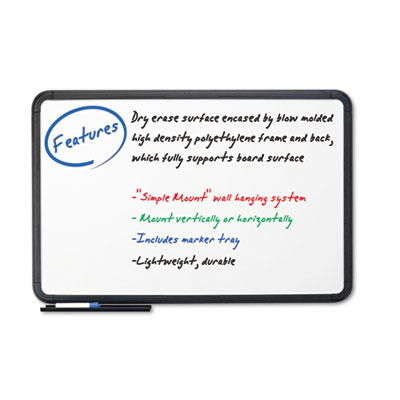 Features
Dry erase surface encased by blow molded
high density polyethylene frame and back,
which fully supports board surface
-"Simple Mount" wall hanging system
- Mount vertically or horizontally
-Includes marker tray
-Lightweight, durable